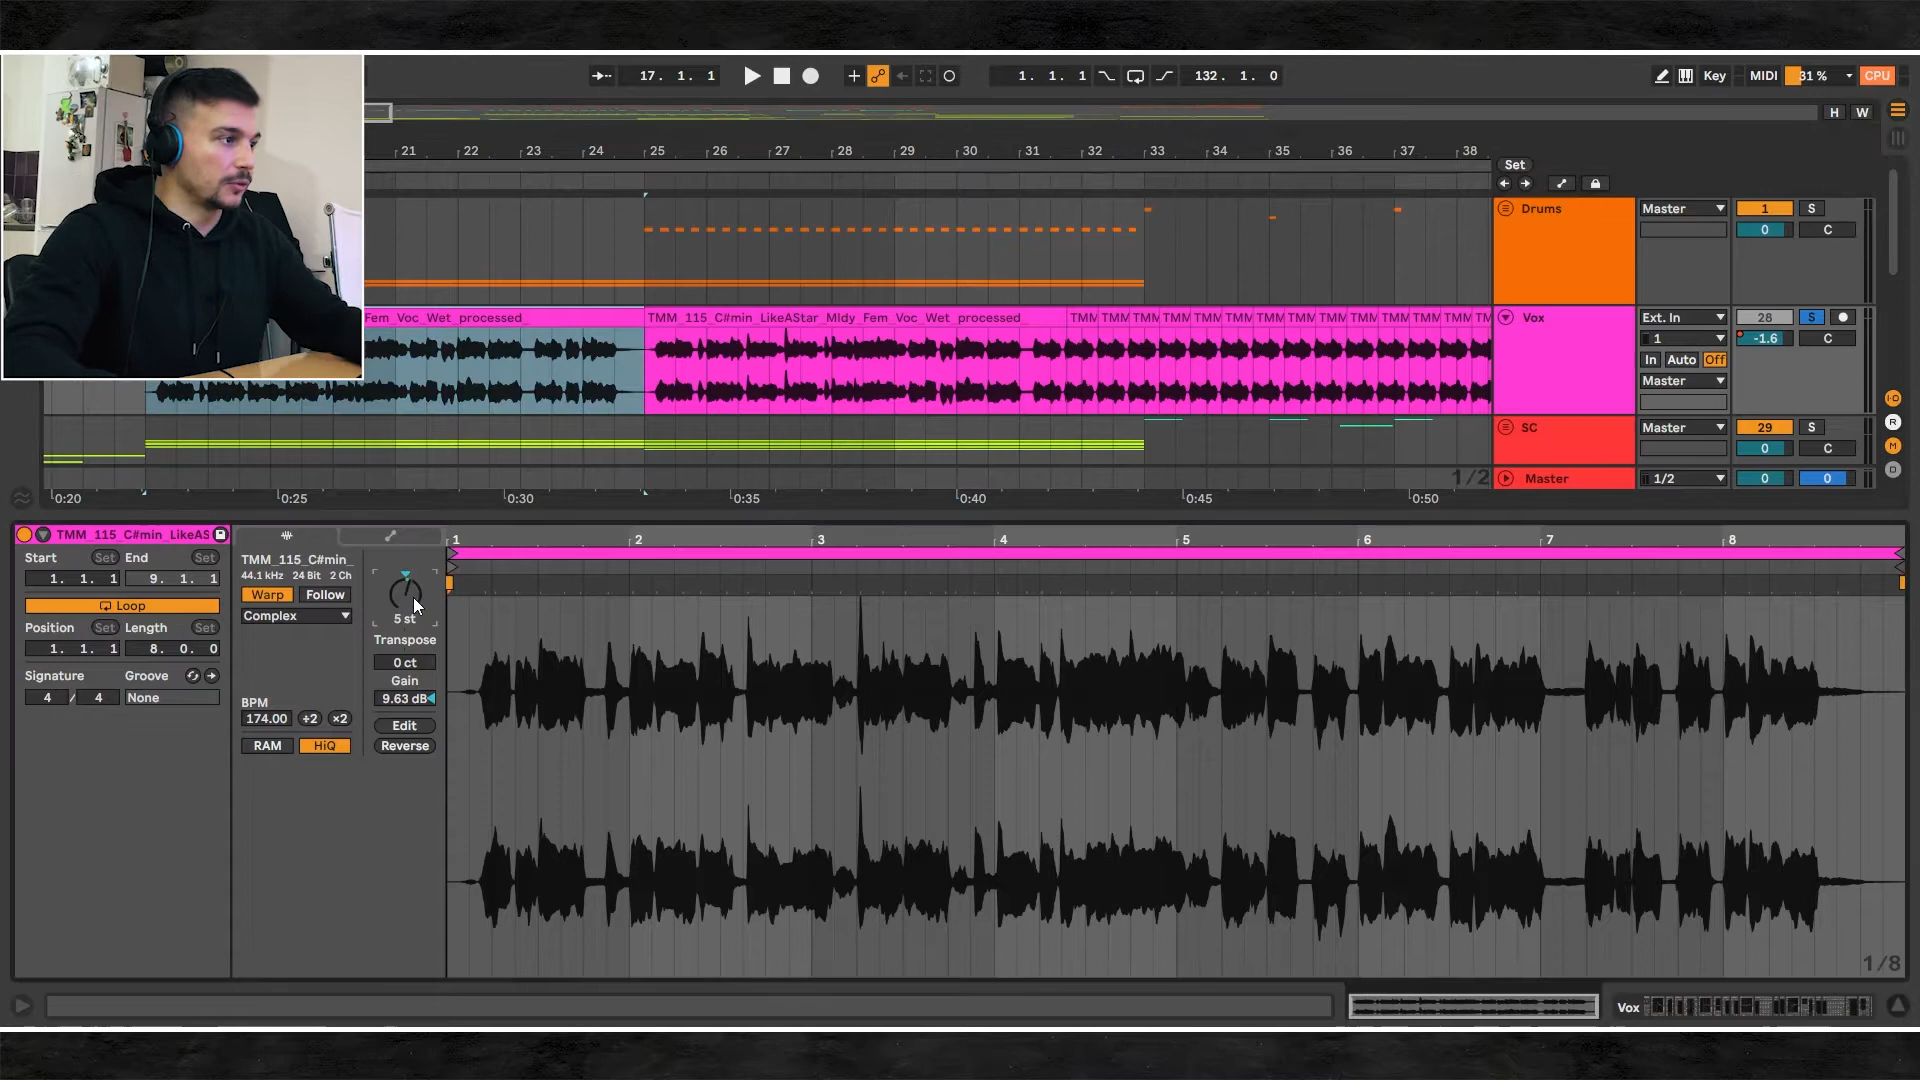 17. 1. 1
1. 1. 1
132. 1. 0
Key
MIDI
31 %
CPU
H W
21 22 23 24 25 26 27 28 29 30 31 32 33 34 35 36 37 38
Set
Drums
Master
1
S
0
C
Fem_Voc_Wet_processed_
TMM_115_C#min_LikeAStar_Mldy_Fem_Voc_Wet_processed_
TMM TMM TMM TMM TMM TMM TMM TMM TMM TMM TMM TMM TMM TM
Vox
Ext. In
28
S
1
-1.6
C
In Auto Off
Master
SC
Master
29
S
0
C
1/2
Master
1/2
0
0
R
M
D
0:20 0:25 0:30 0:35 0:40 0:45 0:50
TMM_115_C#min_LikeAS
Start Set End Set
1. 1. 1 9. 1. 1
Loop
Position Set Length Set
1. 1. 1 8. 0. 0
Signature Groove
4 / 4 None
TMM_115_C#min_
44.1 kHz 24 Bit 2 Ch
Warp Follow
Complex
BPM
174.00 ÷2 ×2
RAM HiQ
5 st
Transpose
0 ct
Gain
9.63 dB
Edit
Reverse
1 2 3 4 5 6 7 8
1/8
Vox